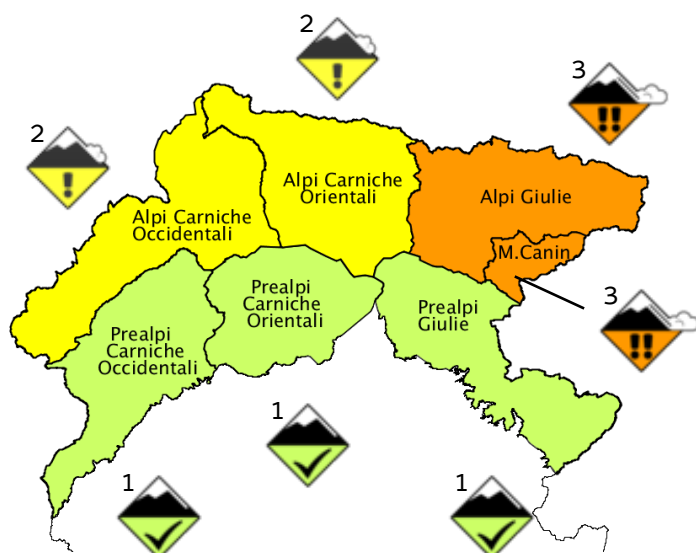 2
3
2
Alpi Carniche
Orientali
Alpi Giulie
Alpi Carniche
Occidentali
M.Canin
Prealpi
Carniche
Orientali
Prealpi
Giulie
3
Prealpi
Carniche
Occidentali
1
1
1